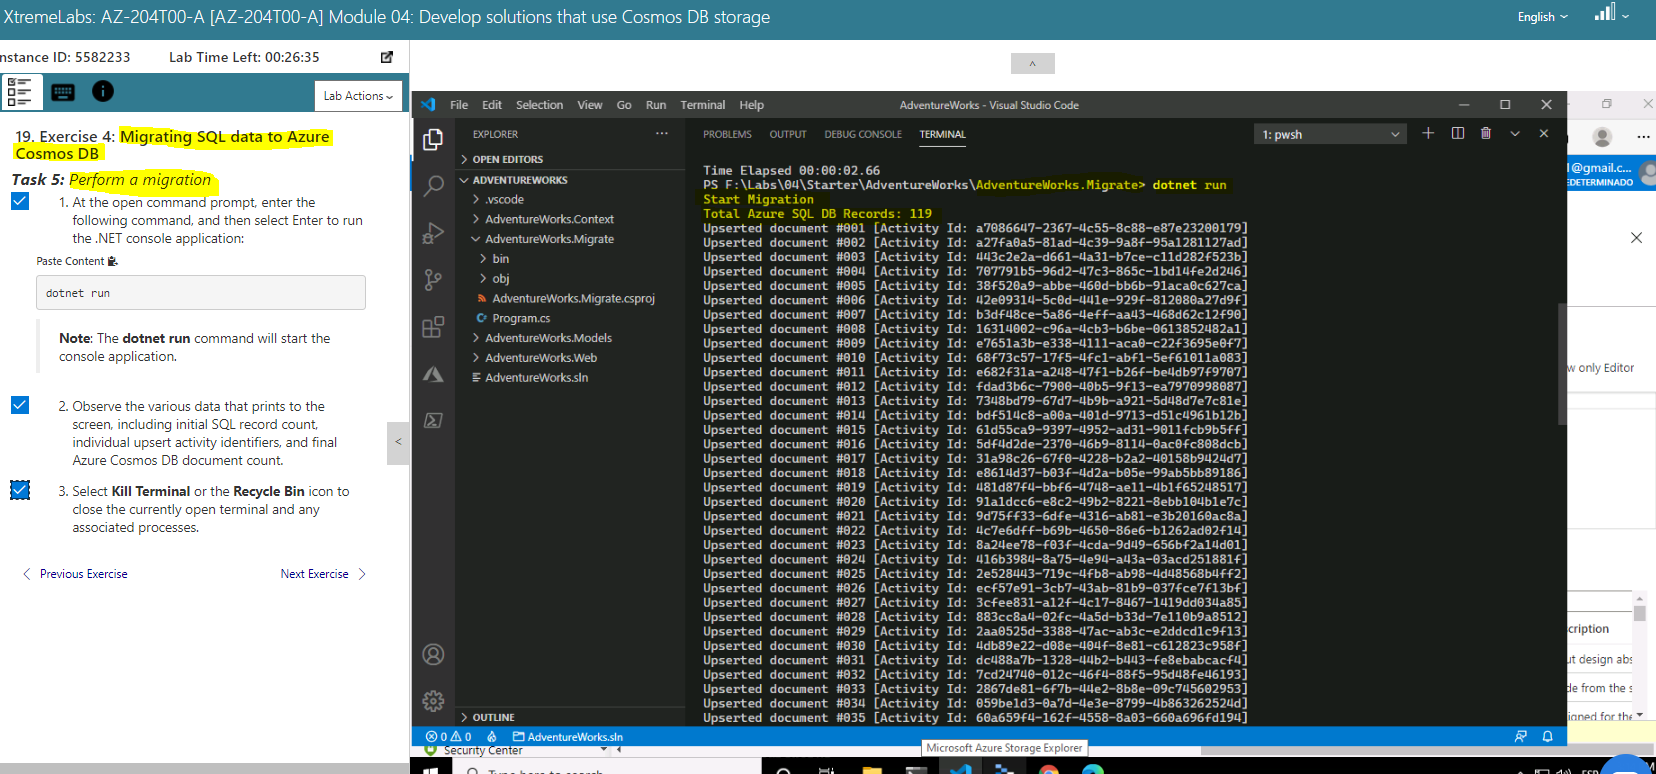 XtremeLabs: AZ-204T00-A [AZ-204T00-A] Module 04: Develop solutions that use Cosmos DB storage
English
nstance ID: 5582233
Lab Time Left: 00:26:35
Lab Actions
19. Exercise 4: Migrating SQL data to Azure
Cosmos DB
Task 5: Perform a migration
1. At the open command prompt, enter the
following command, and then select Enter to run
the .NET console application:
Paste Content
dotnet run
Note: The dotnet run command will start the
console application.
2. Observe the various data that prints to the
screen, including initial SQL record count,
individual upsert activity identifiers, and final
Azure Cosmos DB document count.
3. Select Kill Terminal or the Recycle Bin icon to
close the currently open terminal and any
associated processes.
Previous Exercise
Next Exercise
File Edit Selection View Go Run Terminal Help
AdventureWorks - Visual Studio Code
EXPLORER
OPEN EDITORS
ADVENTUREWORKS
.vscode
AdventureWorks.Context
AdventureWorks.Migrate
bin
obj
AdventureWorks.Migrate.csproj
Program.cs
AdventureWorks.Models
AdventureWorks.Web
AdventureWorks.sln
OUTLINE
PROBLEMS OUTPUT DEBUG CONSOLE TERMINAL
1: pwsh
Time Elapsed 00:00:02.66
PS F:\Labs\04\Starter\AdventureWorks\AdventureWorks.Migrate> dotnet run
Start Migration
Total Azure SQL DB Records: 119
Upserted document #001 [Activity Id: a7086647-2367-4c55-8c88-e87e23200179]
Upserted document #002 [Activity Id: a27fa0a5-81ad-4c39-9a8f-95a1281127ad]
Upserted document #003 [Activity Id: 443c2e2a-d661-4a31-b7ce-c11d282f523b]
Upserted document #004 [Activity Id: 707791b5-96d2-47c3-865c-1bd14fe2d246]
Upserted document #005 [Activity Id: 38f520a9-abbe-460d-bb6b-91aca0c627ca]
Upserted document #006 [Activity Id: 42e09314-5c0d-441e-929f-812080a27d9f]
Upserted document #007 [Activity Id: b3df48ce-5a86-4eff-aa43-468d62c12f90]
Upserted document #008 [Activity Id: 16314002-c96a-4cb3-b6be-0613852482a1]
Upserted document #009 [Activity Id: e7651a3b-e338-4111-aca0-c22f3695e0f7]
Upserted document #010 [Activity Id: 68f73c57-17f5-4fc1-abf1-5ef61011a083]
Upserted document #011 [Activity Id: e682f31a-a248-47f1-b26f-be4db97f9707]
Upserted document #012 [Activity Id: fdad3b6c-7900-40b5-9f13-ea7970998087]
Upserted document #013 [Activity Id: 7348bd79-67d7-4b9b-a921-5d48d7e7c81e]
Upserted document #014 [Activity Id: bdf514c8-a00a-401d-9713-d51c4961b12b]
Upserted document #015 [Activity Id: 61d55ca9-9397-4952-ad31-9011fcb9b5ff]
Upserted document #016 [Activity Id: 5df4d2de-2370-46b9-8114-0ac0fc808dcb]
Upserted document #017 [Activity Id: 31a98c26-67f0-4228-b2a2-40158b9424d7]
Upserted document #018 [Activity Id: e8614d37-b03f-4d2a-b05e-99ab5bb89186]
Upserted document #019 [Activity Id: 481d87f4-bbf6-4748-ae11-4b1f65248517]
Upserted document #020 [Activity Id: 91a1dcc6-e8c2-49b2-8221-8ebb104b1e7c]
Upserted document #021 [Activity Id: 9d75ff33-6dfe-4316-ab81-e3b20160ac8a]
Upserted document #022 [Activity Id: 4c7e6dff-b69b-4650-86e6-b1262ad02f14]
Upserted document #023 [Activity Id: 8a24ee78-f03f-4cda-9d49-656bf2a14d01]
Upserted document #024 [Activity Id: 416b3984-8a75-4e94-a43a-03acd251881f]
Upserted document #025 [Activity Id: 2e528443-719c-4fb8-ab98-4d48568b4ff2]
Upserted document #026 [Activity Id: ecf57e91-3cb7-43ab-81b9-037fce7f13bf]
Upserted document #027 [Activity Id: 3cfee831-a12f-4c17-8467-1419dd034a85]
Upserted document #028 [Activity Id: 883cc8a4-02fc-4a5d-b33d-7e110b9a8512]
Upserted document #029 [Activity Id: 2aa0525d-3388-47ac-ab3c-e2ddcd1c9f13]
Upserted document #030 [Activity Id: 4db89e22-d08e-404f-8e81-c612823c958f]
Upserted document #031 [Activity Id: dc488a7b-1328-44b2-b443-fe8ebabcacf4]
Upserted document #032 [Activity Id: 7cd24740-012c-46f4-88f5-95d48fe46193]
Upserted document #033 [Activity Id: 2867de81-6f7b-44e2-8b8e-09c745602953]
Upserted document #034 [Activity Id: 059be1d3-0a7d-4e3e-8799-4b863262524d]
Upserted document #035 [Activity Id: 60a659f4-162f-4558-8a03-660a696fd194]
0 0 AdventureWorks.sln
Security Center
Microsoft Azure Storage Explorer
@gmail.c...
EDETERMINADO
w only Editor
cription
ut design abs
de from the s
igned for the